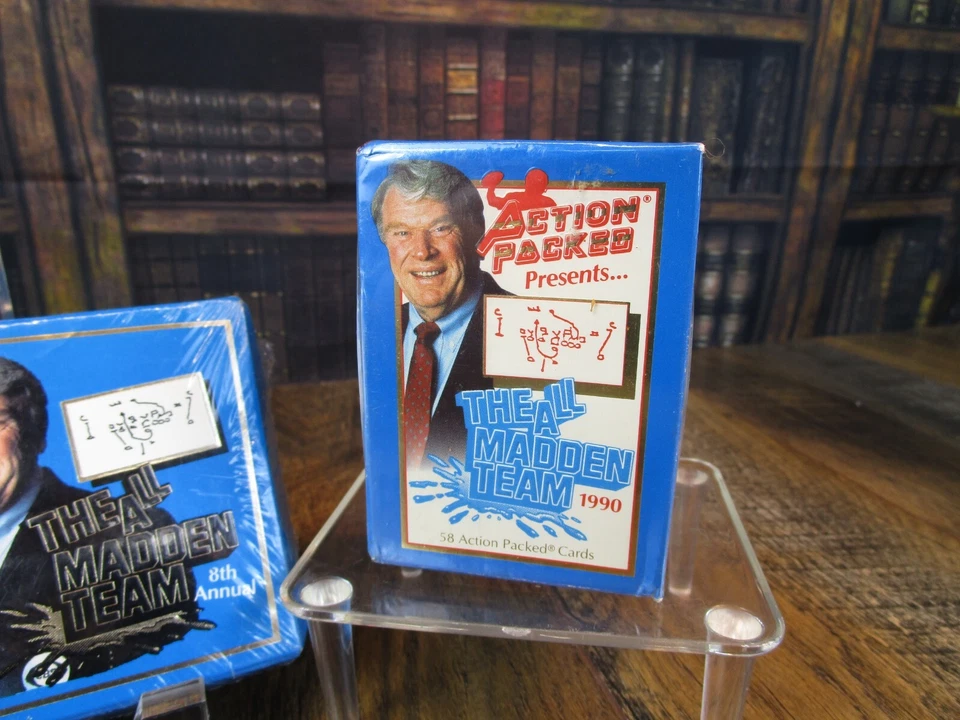 ACTION®
PACKED
Presents...
THE ALL
MADDEN
TEAM
1990
58 Action Packed® Cards
THE ALL
MADDEN
TEAM
8th
Annual